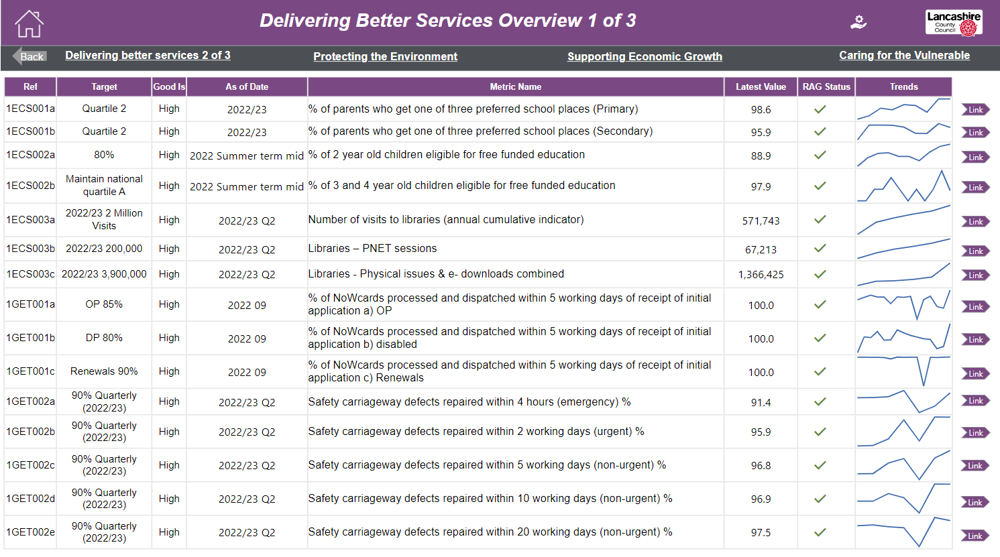 Delivering Better Services Overview 1 of 3
Lancashire
County
Council
Back
Delivering better services 2 of 3
Protecting the Environment
Supporting Economic Growth
Caring for the Vulnerable
Ref Target Good Is As of Date Metric Name Latest Value RAG Status Trends
1ECS001a Quartile 2 High 2022/23 % of parents who get one of three preferred school places (Primary) 98.6 Link
1ECS001b Quartile 2 High 2022/23 % of parents who get one of three preferred school places (Secondary) 95.9 Link
1ECS002a 80% High 2022 Summer term mid % of 2 year old children eligible for free funded education 88.9 Link
1ECS002b Maintain national
quartile A High 2022 Summer term mid % of 3 and 4 year old children eligible for free funded education 97.9 Link
1ECS003a 2022/23 2 Million
Visits High 2022/23 Q2 Number of visits to libraries (annual cumulative indicator) 571,743 Link
1ECS003b 2022/23 200,000 High 2022/23 Q2 Libraries – PNET sessions 67,213 Link
1ECS003c 2022/23 3,900,000 High 2022/23 Q2 Libraries - Physical issues & e- downloads combined 1,366,425 Link
1GET001a OP 85% High 2022 09 % of NoWcards processed and dispatched within 5 working days of receipt of initial
application a) OP 100.0 Link
1GET001b DP 80% High 2022 09 % of NoWcards processed and dispatched within 5 working days of receipt of initial
application b) disabled 100.0 Link
1GET001c Renewals 90% High 2022 09 % of NoWcards processed and dispatched within 5 working days of receipt of initial
application c) Renewals 100.0 Link
1GET002a 90% Quarterly
(2022/23) High 2022/23 Q2 Safety carriageway defects repaired within 4 hours (emergency) % 91.4 Link
1GET002b 90% Quarterly
(2022/23) High 2022/23 Q2 Safety carriageway defects repaired within 2 working days (urgent) % 95.9 Link
1GET002c 90% Quarterly
(2022/23) High 2022/23 Q2 Safety carriageway defects repaired within 5 working days (non-urgent) % 96.8 Link
1GET002d 90% Quarterly
(2022/23) High 2022/23 Q2 Safety carriageway defects repaired within 10 working days (non-urgent) % 96.9 Link
1GET002e 90% Quarterly
(2022/23) High 2022/23 Q2 Safety carriageway defects repaired within 20 working days (non-urgent) % 97.5 Link